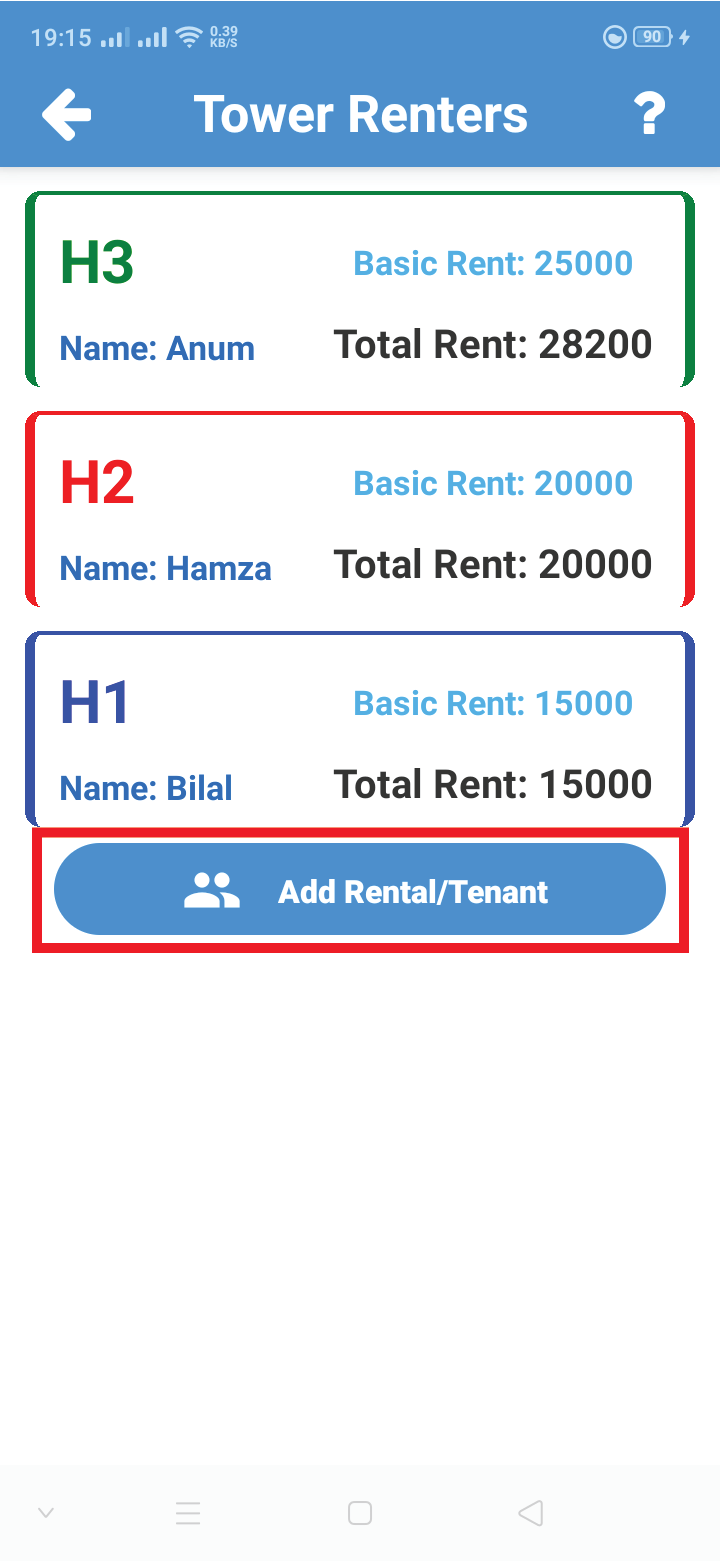 19:15 0.39 KB/S 90
Tower Renters ?
H3 Basic Rent: 25000
Name: Anum Total Rent: 28200
H2 Basic Rent: 20000
Name: Hamza Total Rent: 20000
H1 Basic Rent: 15000
Name: Bilal Total Rent: 15000
Add Rental/Tenant